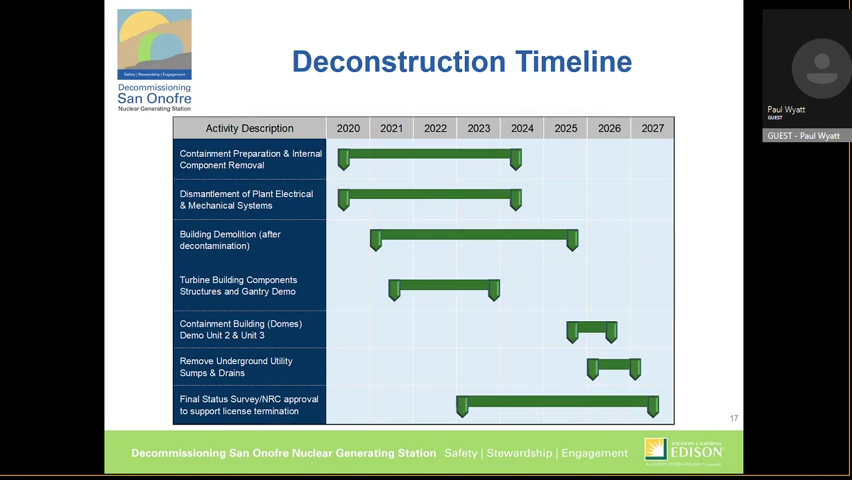 Safety | Stewardship | Engagement
Decommissioning
San Onofre
Nuclear Generating Station
Deconstruction Timeline
Activity Description 2020 2021 2022 2023 2024 2025 2026 2027
Containment Preparation & Internal
Component Removal
Dismantlement of Plant Electrical
& Mechanical Systems
Building Demolition (after
decontamination)
Turbine Building Components
Structures and Gantry Demo
Containment Building (Domes)
Demo Unit 2 & Unit 3
Remove Underground Utility
Sumps & Drains
Final Status Survey/NRC approval
to support license termination
17
Decommissioning San Onofre Nuclear Generating Station Safety | Stewardship | Engagement
SOUTHERN CALIFORNIA
EDISON
Paul Wyatt
GUEST
GUEST - Paul Wyatt